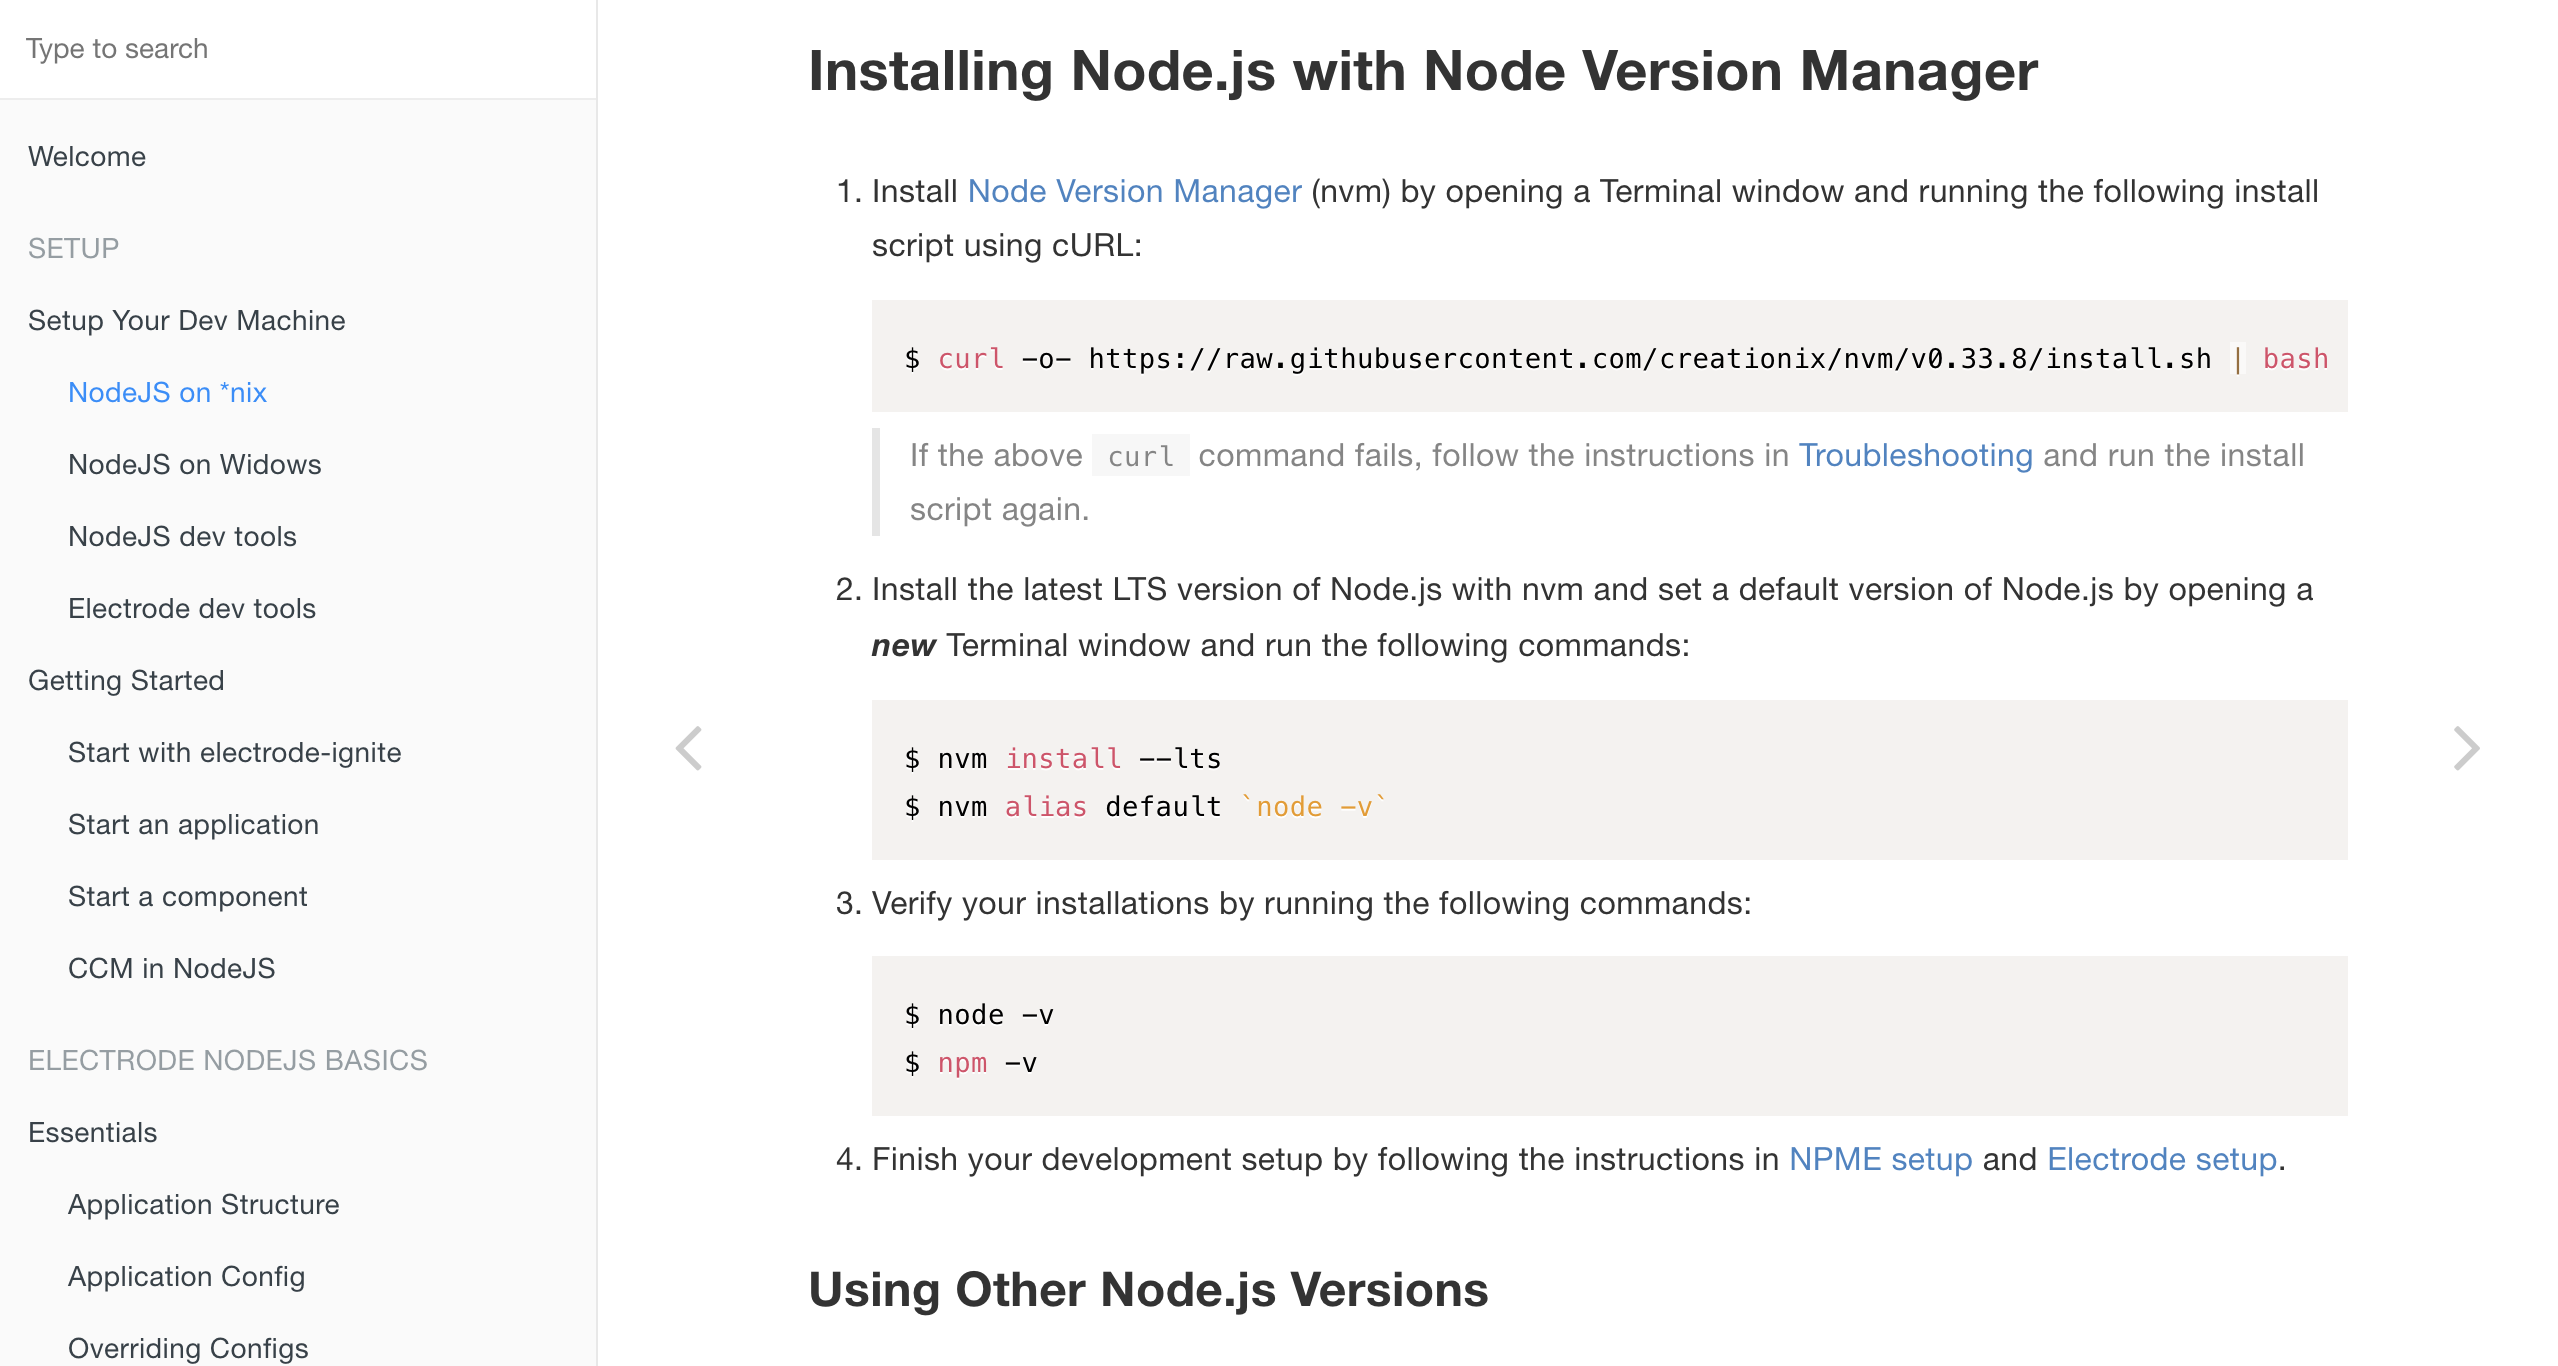 Type to search
Welcome
SETUP
Setup Your Dev Machine
NodeJS on *nix
NodeJS on Widows
NodeJS dev tools
Electrode dev tools
Getting Started
Start with electrode-ignite
Start an application
Start a component
CCM in NodeJS
ELECTRODE NODEJS BASICS
Essentials
Application Structure
Application Config
Overriding Configs
Installing Node.js with Node Version Manager
1. Install Node Version Manager (nvm) by opening a Terminal window and running the following install
script using cURL:
$ curl -o- https://raw.githubusercontent.com/creationix/nvm/v0.33.8/install.sh | bash
If the above curl command fails, follow the instructions in Troubleshooting and run the install
script again.
2. Install the latest LTS version of Node.js with nvm and set a default version of Node.js by opening a
new Terminal window and run the following commands:
$ nvm install --lts
$ nvm alias default `node -v`
3. Verify your installations by running the following commands:
$ node -v
$ npm -v
4. Finish your development setup by following the instructions in NPME setup and Electrode setup.
Using Other Node.js Versions